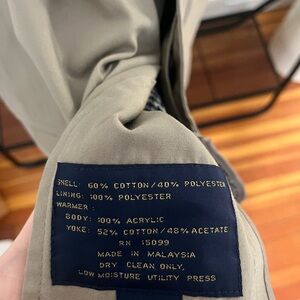 SHELL: 60% COTTON/40% POLYESTER
LINING: 100% POLYESTER
WARMER:
BODY: 100% ACRYLIC
YOKE: 52% COTTON/48% ACETATE
RN 15099
MADE IN MALAYSIA
DRY CLEAN ONLY,
LOW MOISTURE UTILITY PRESS